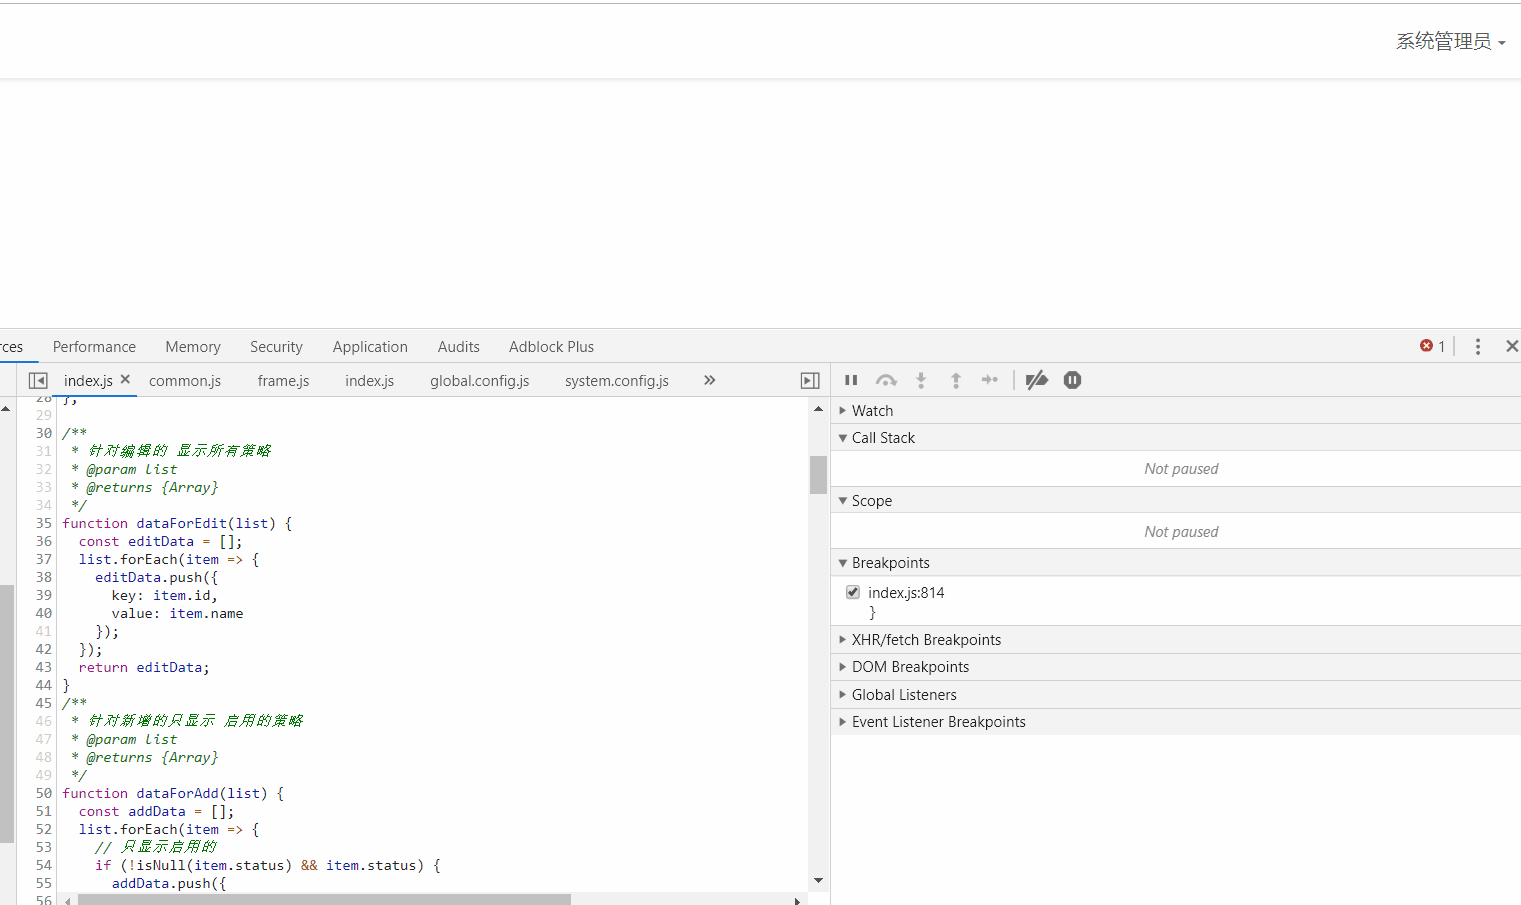 系统管理员
rces Performance Memory Security Application Audits Adblock Plus 1
index.js common.js frame.js index.js global.config.js system.config.js
28 };
29
30 /**
31 * 针对编辑的 显示所有策略
32 * @param list
33 * @returns {Array}
34 */
35 function dataForEdit(list) {
36 const editData = [];
37 list.forEach(item => {
38 editData.push({
39 key: item.id,
40 value: item.name
41 });
42 });
43 return editData;
44 }
45 /**
46 * 针对新增的只显示 启用的策略
47 * @param list
48 * @returns {Array}
49 */
50 function dataForAdd(list) {
51 const addData = [];
52 list.forEach(item => {
53 // 只显示启用的
54 if (!isNull(item.status) && item.status) {
55 addData.push({
56
Watch
Call Stack
Not paused
Scope
Not paused
Breakpoints
index.js:814
}
XHR/fetch Breakpoints
DOM Breakpoints
Global Listeners
Event Listener Breakpoints